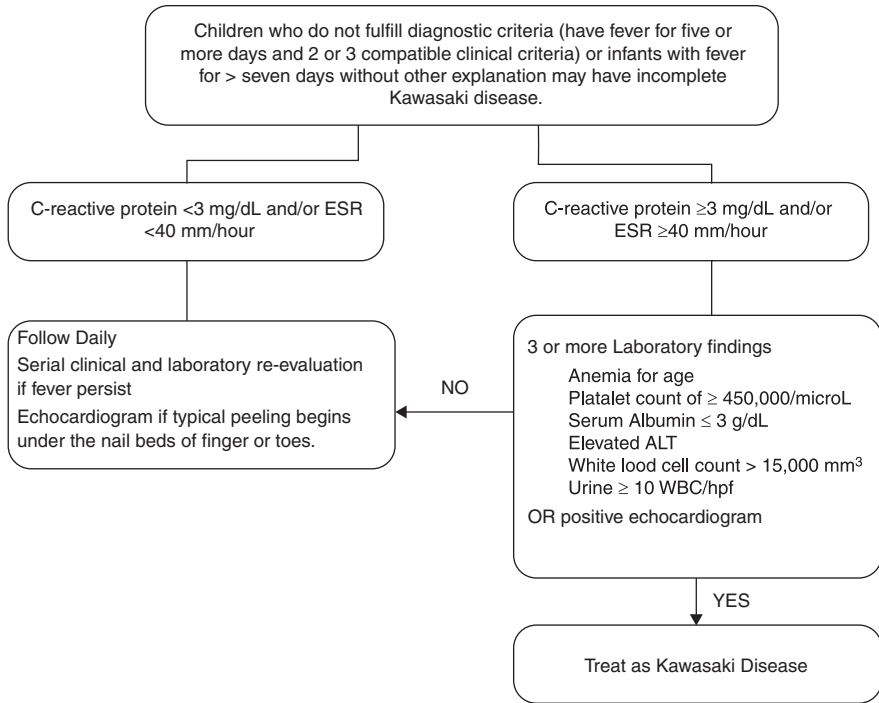 Children who do not fulfill diagnostic criteria (have fever for five or
more days and 2 or 3 compatible clinical criteria) or infants with fever
for > seven days without other explanation may have incomplete
Kawasaki disease.
C-reactive protein <3 mg/dL and/or ESR
<40 mm/hour
C-reactive protein ≥3 mg/dL and/or
ESR ≥40 mm/hour
Follow Daily
Serial clinical and laboratory re-evaluation
if fever persist
Echocardiogram if typical peeling begins
under the nail beds of finger or toes.
NO
3 or more Laboratory findings
Anemia for age
Platelet count of ≥ 450,000/microL
Serum Albumin ≤ 3 g/dL
Elevated ALT
White lood cell count > 15,000 mm³
Urine ≥ 10 WBC/hpf
OR positive echocardiogram
YES
Treat as Kawasaki Disease